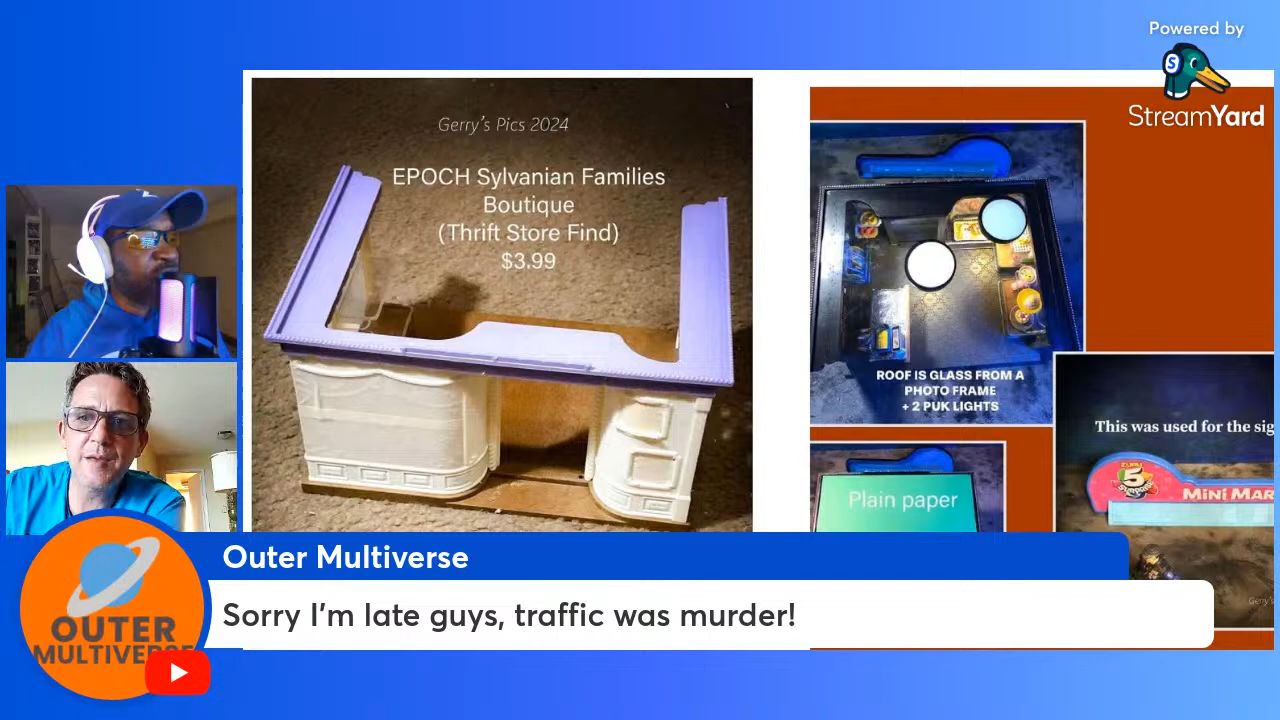 Powered by
StreamYard
Gerry's Pics 2024
EPOCH Sylvanian Families
Boutique
(Thrift Store Find)
$3.99
ROOF IS GLASS FROM A
PHOTO FRAME
+ 2 PUK LIGHTS
This was used for the sig
5
MiNi MAR
Plain paper
Outer Multiverse
Sorry I'm late guys, traffic was murder!
OUTER
MULTIVERSE